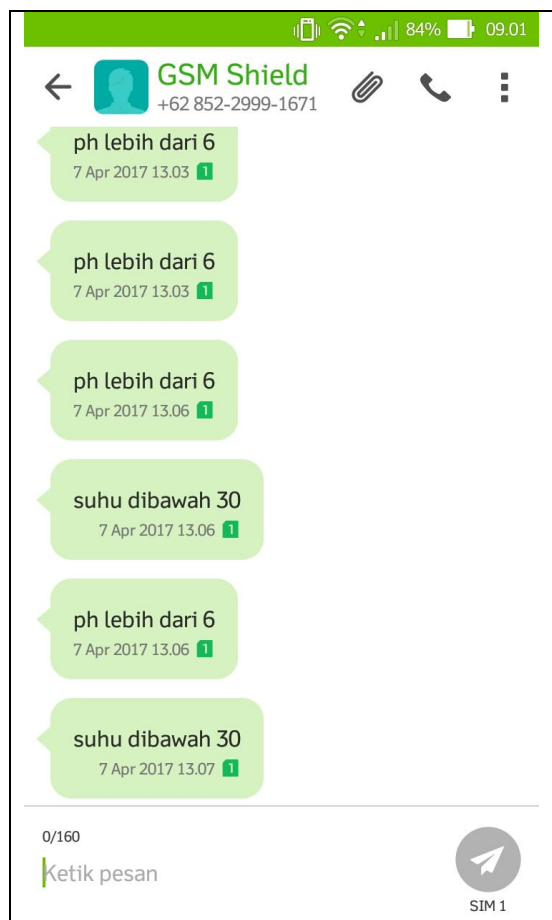 84% 09.01
GSM Shield
+62 852-2999-1671
ph lebih dari 6
7 Apr 2017 13.03 1
ph lebih dari 6
7 Apr 2017 13.03 1
ph lebih dari 6
7 Apr 2017 13.06 1
suhu dibawah 30
7 Apr 2017 13.06 1
ph lebih dari 6
7 Apr 2017 13.06 1
suhu dibawah 30
7 Apr 2017 13.07 1
0/160
Ketik pesan
SIM 1